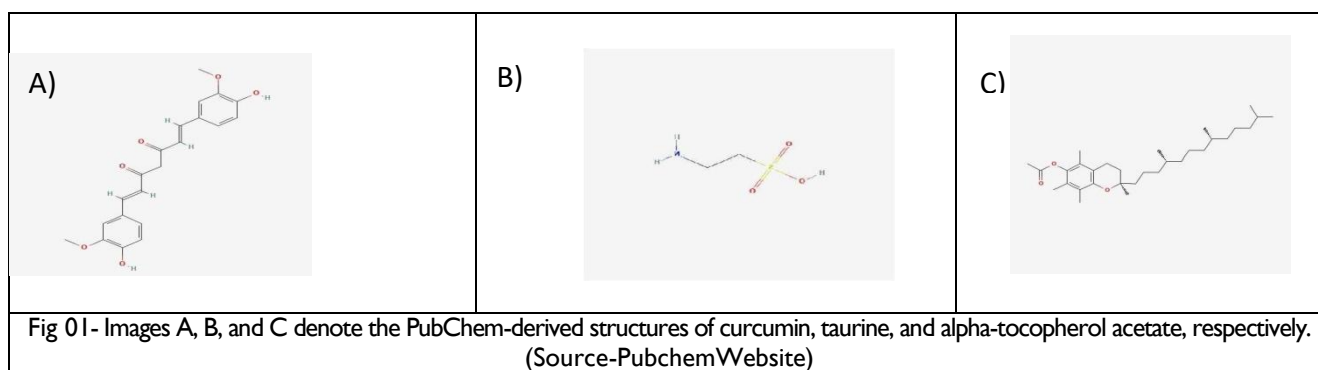 A)
B)
C)
Fig 01- Images A, B, and C denote the PubChem-derived structures of curcumin, taurine, and alpha-tocopherol acetate, respectively.
(Source-PubchemWebsite)